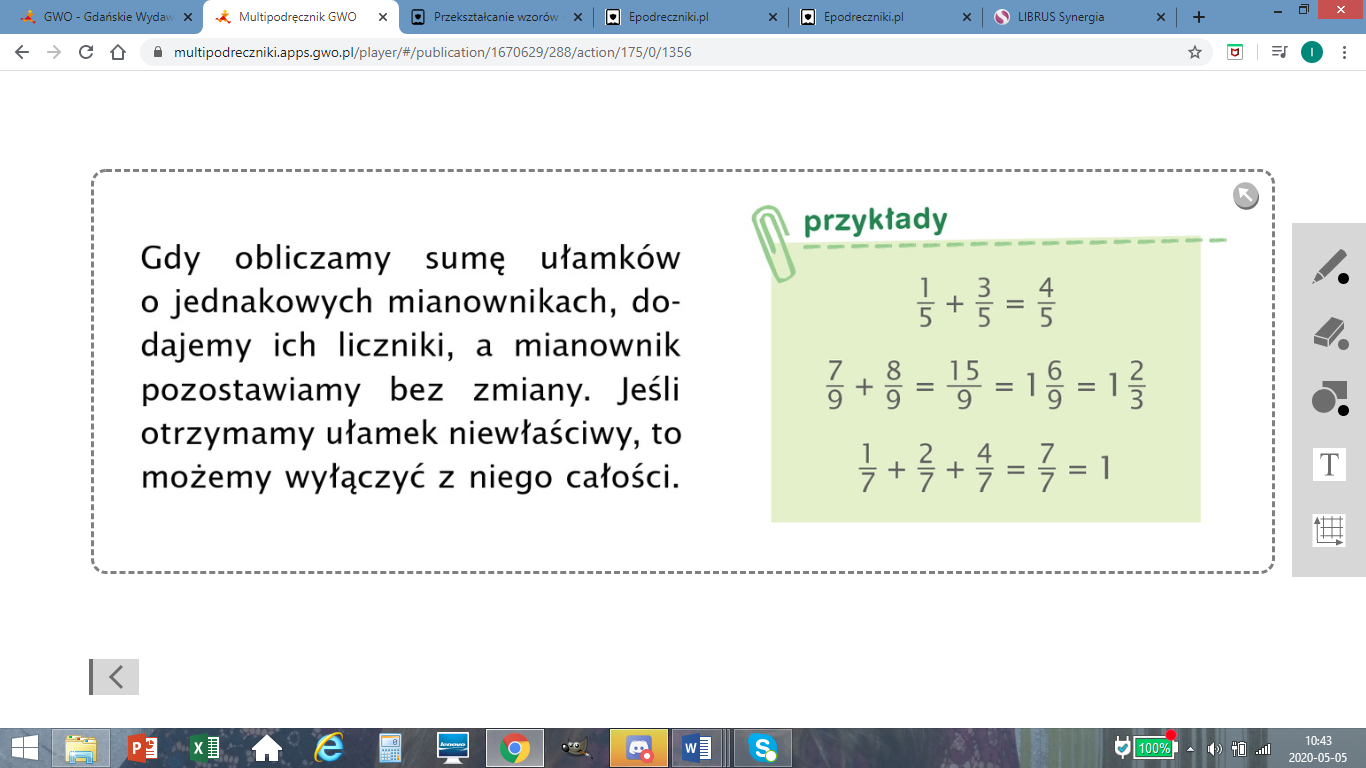 GWO - Gdańskie Wydaw
Multipodręcznik GWO
Przekształcanie wzorów
Epodreczniki.pl
Epodreczniki.pl
LIBRUS Synergia
multipodreczniki.apps.gwo.pl/player/#/publication/1670629/288/action/175/0/1356
I
Gdy obliczamy sumę ułamków
o jednakowych mianownikach, do-
dajemy ich liczniki, a mianownik
pozostawiamy bez zmiany. Jeśli
otrzymamy ułamek niewłaściwy, to
możemy wyłączyć z niego całości.
przykłady
1/5 + 3/5 = 4/5
7/9 + 8/9 = 15/9 = 1 6/9 = 1 2/3
1/7 + 2/7 + 4/7 = 7/7 = 1
T
lenovo
100%
10:43
2020-05-05